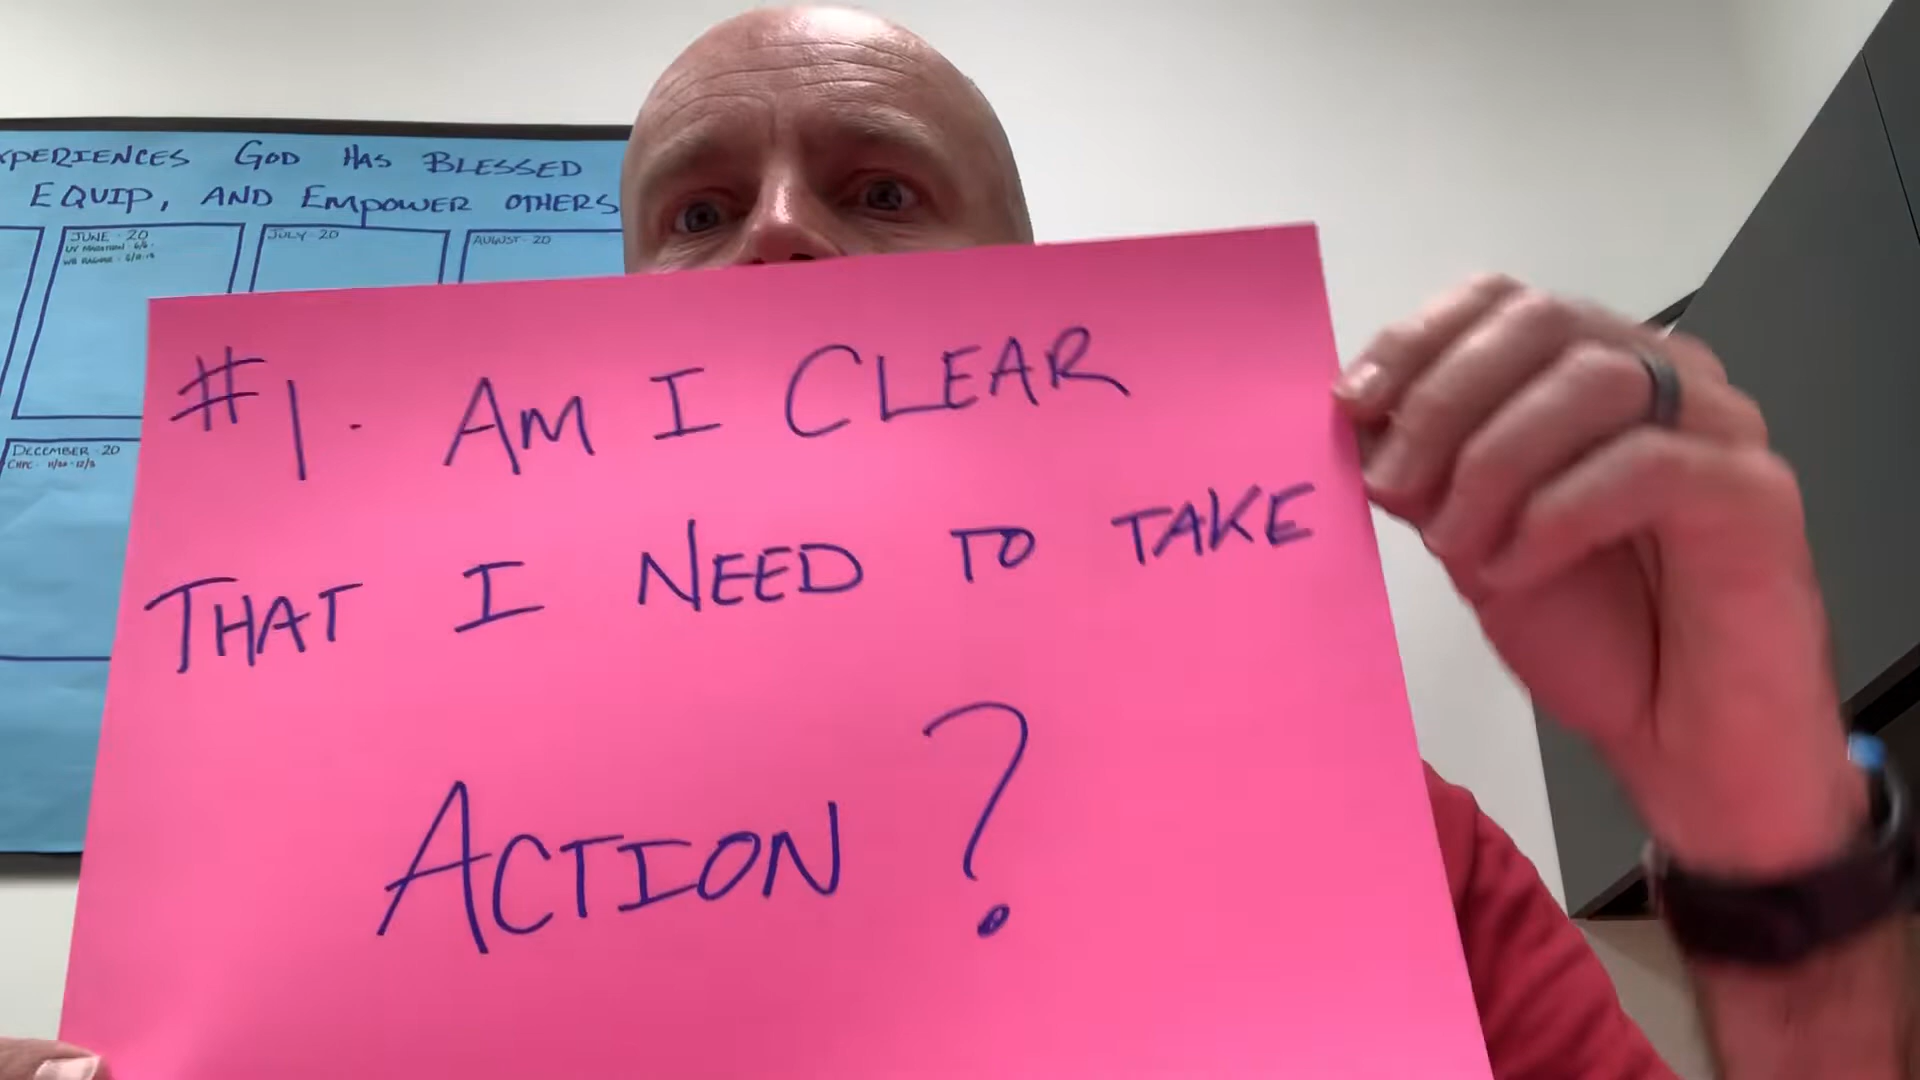 EXPERIENCES GOD HAS BLESSED
EQUIP, AND EMPOWER OTHERS
JUNE - 20
JULY - 20
AUGUST - 20
DECEMBER - 20
#1. AM I CLEAR
THAT I NEED TO TAKE
ACTION?